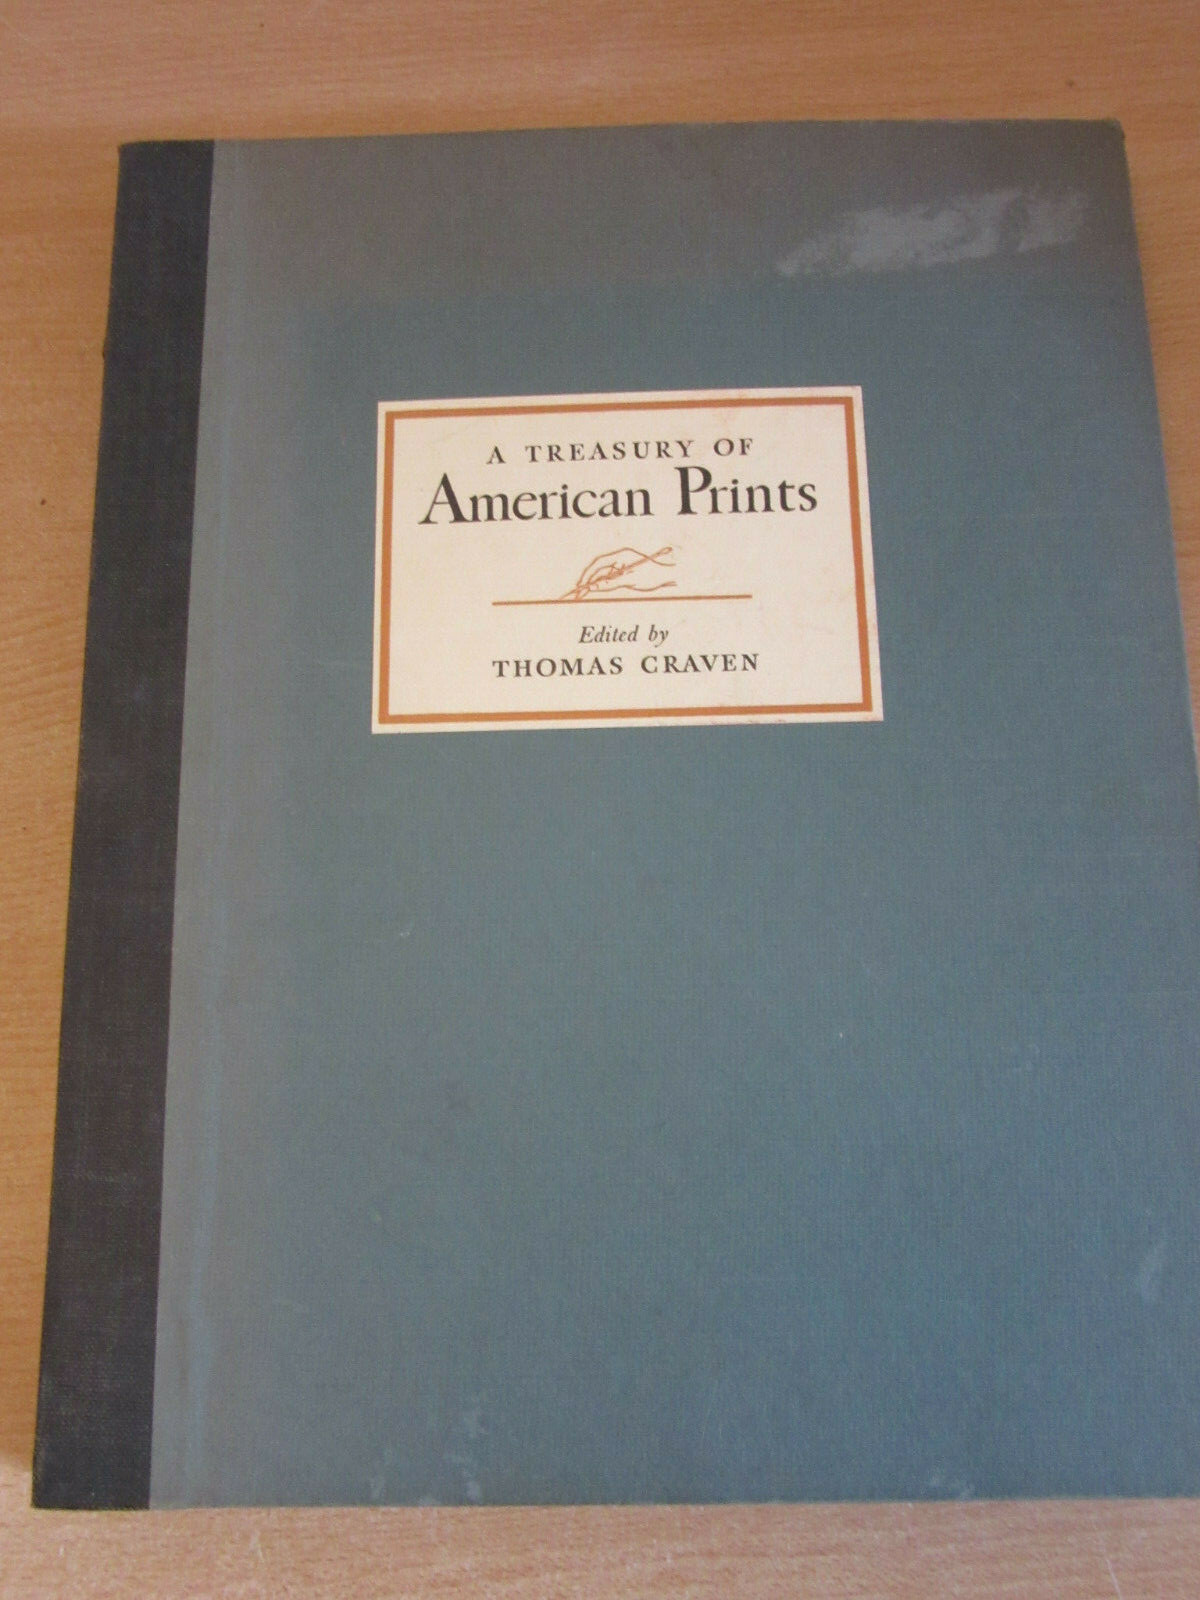 A TREASURY OF
American Prints
Edited by
THOMAS CRAVEN